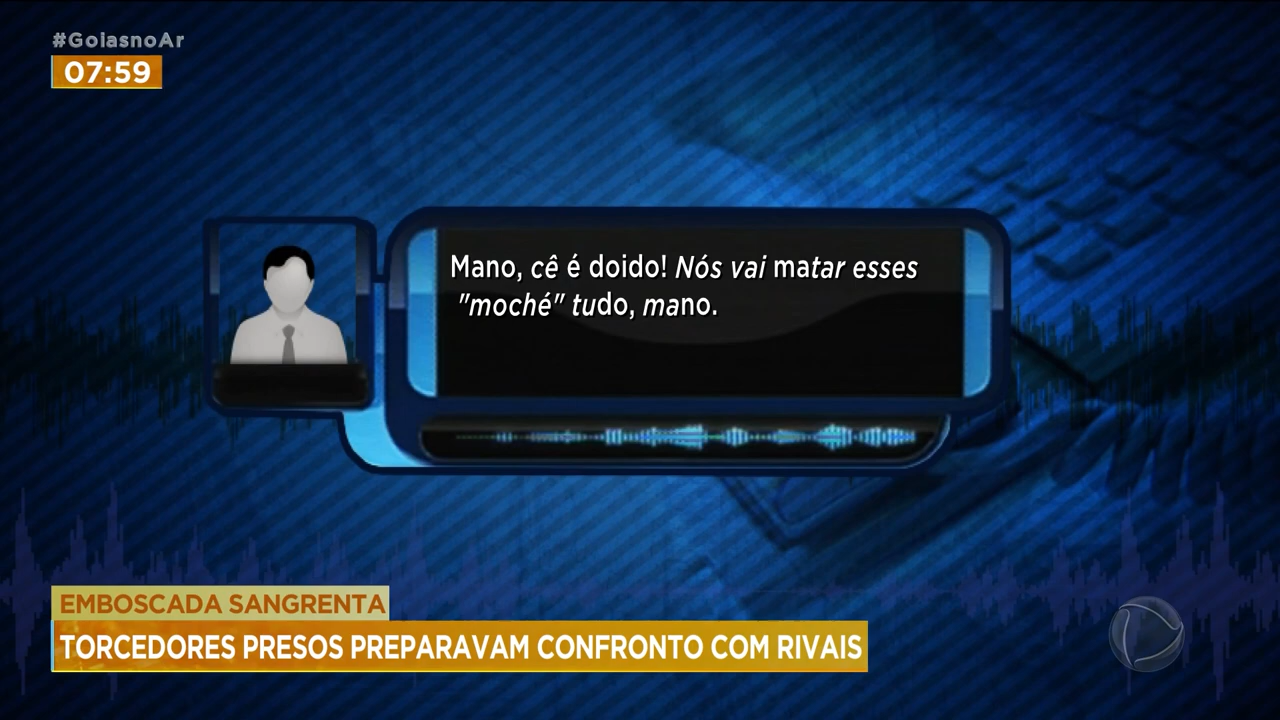 #GoiasnoAr
07:59
Mano, cê é doido! Nós vai matar esses
"moché" tudo, mano.
EMBOSCADA SANGRENTA
TORCEDORES PRESOS PREPARAVAM CONFRONTO COM RIVAIS